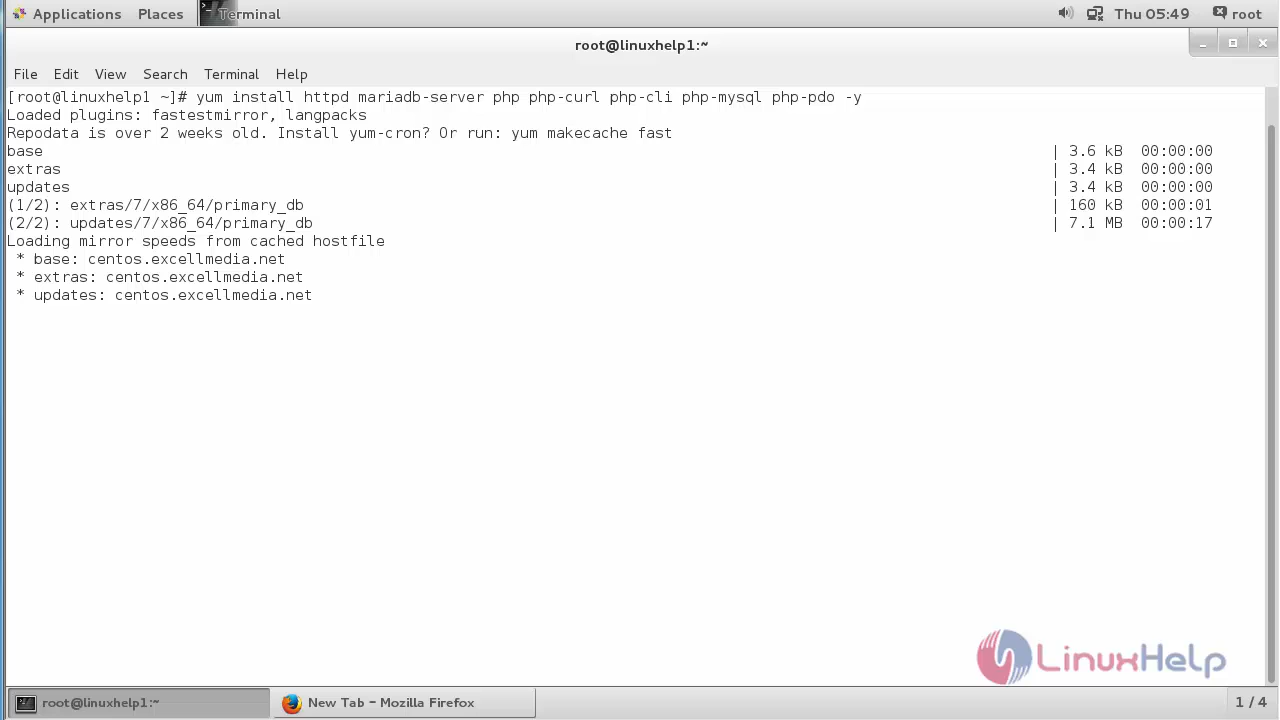 Applications Places Terminal Thu 05:49 root
root@linuxhelp1:~
File Edit View Search Terminal Help
[root@linuxhelp1 ~]# yum install httpd mariadb-server php php-curl php-cli php-mysql php-pdo -y
Loaded plugins: fastestmirror, langpacks
Repodata is over 2 weeks old. Install yum-cron? Or run: yum makecache fast
base | 3.6 kB 00:00:00
extras | 3.4 kB 00:00:00
updates | 3.4 kB 00:00:00
(1/2): extras/7/x86_64/primary_db | 160 kB 00:00:01
(2/2): updates/7/x86_64/primary_db | 7.1 MB 00:00:17
Loading mirror speeds from cached hostfile
* base: centos.excellmedia.net
* extras: centos.excellmedia.net
* updates: centos.excellmedia.net
LinuxHelp
root@linuxhelp1:~ New Tab - Mozilla Firefox 1 / 4